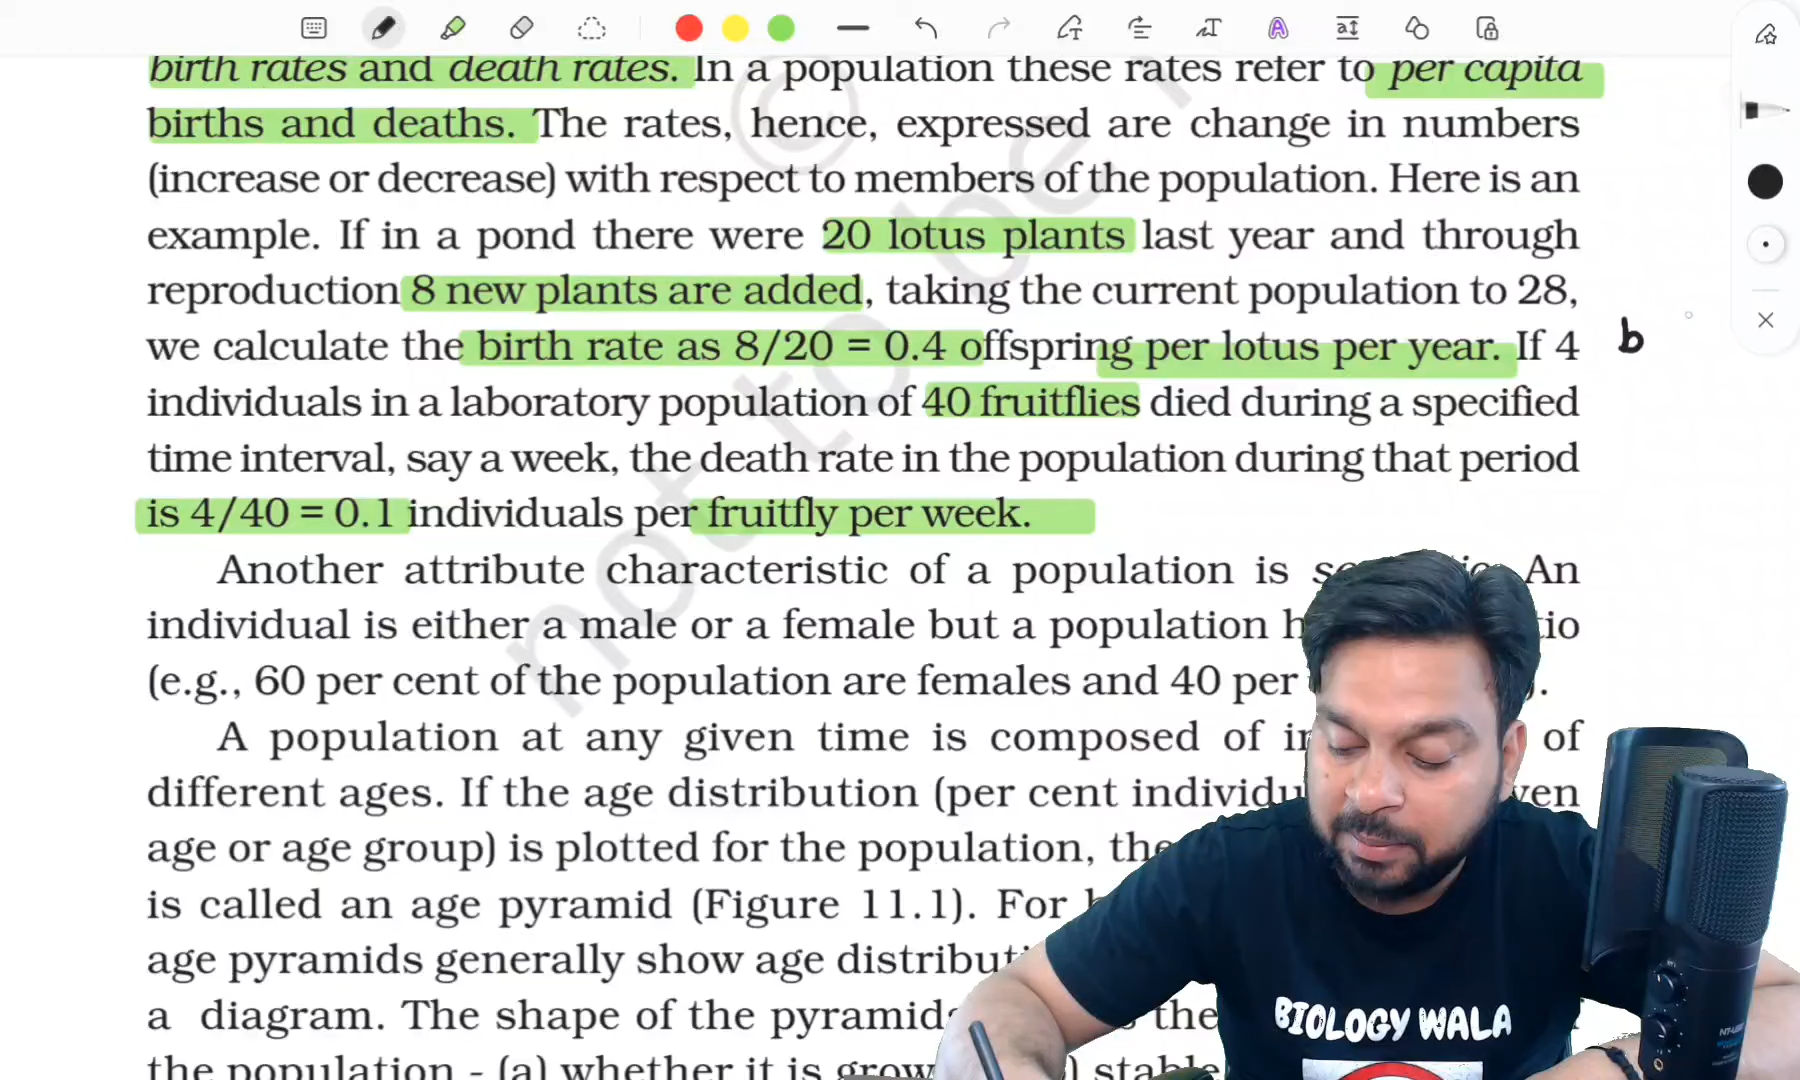 birth rates and death rates. In a population these rates refer to per capita
births and deaths. The rates, hence, expressed are change in numbers
(increase or decrease) with respect to members of the population. Here is an
example. If in a pond there were 20 lotus plants last year and through
reproduction 8 new plants are added, taking the current population to 28,
we calculate the birth rate as 8/20 = 0.4 offspring per lotus per year. If 4 b
individuals in a laboratory population of 40 fruitflies died during a specified
time interval, say a week, the death rate in the population during that period
is 4/40 = 0.1 individuals per fruitfly per week.
Another attribute characteristic of a population is An
individual is either a male or a female but a population
(e.g., 60 per cent of the population are females and 40 per
A population at any given time is composed of of
different ages. If the age distribution (per cent
age or age group) is plotted for the population,
is called an age pyramid (Figure 11.1). For
age pyramids generally show age
a diagram. The shape of the the
the population - (a) whether it is
© not to be
BIOLOGY WALA